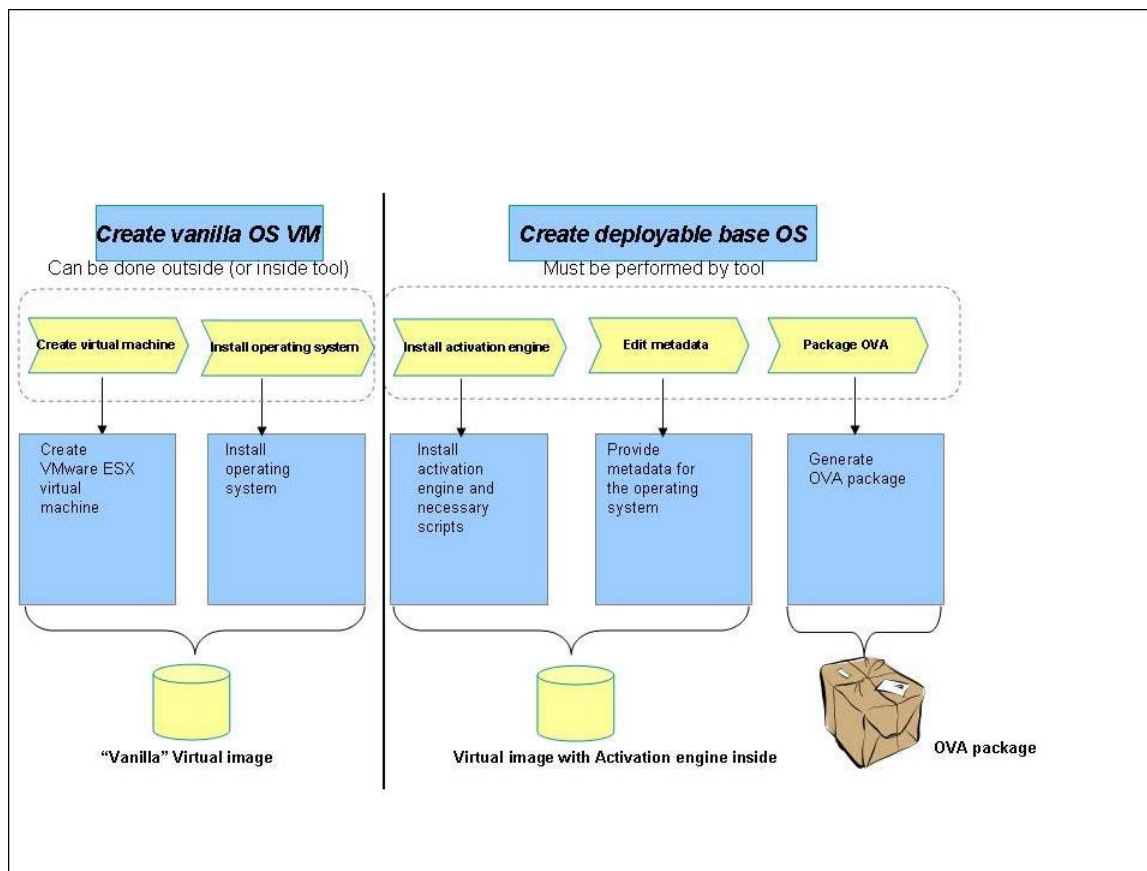 Create vanilla OS VM
Can be done outside (or inside tool)
Create deployable base OS
Must be performed by tool
Create virtual machine
Install operating system
Install activation engine
Edit metadata
Package OVA
Create
VMware ESX
virtual
machine
Install
operating
system
Install
activation
engine and
necessary
scripts
Provide
metadata for
the operating
system
Generate
OVA package
“Vanilla” Virtual image
Virtual image with Activation engine inside
OVA package